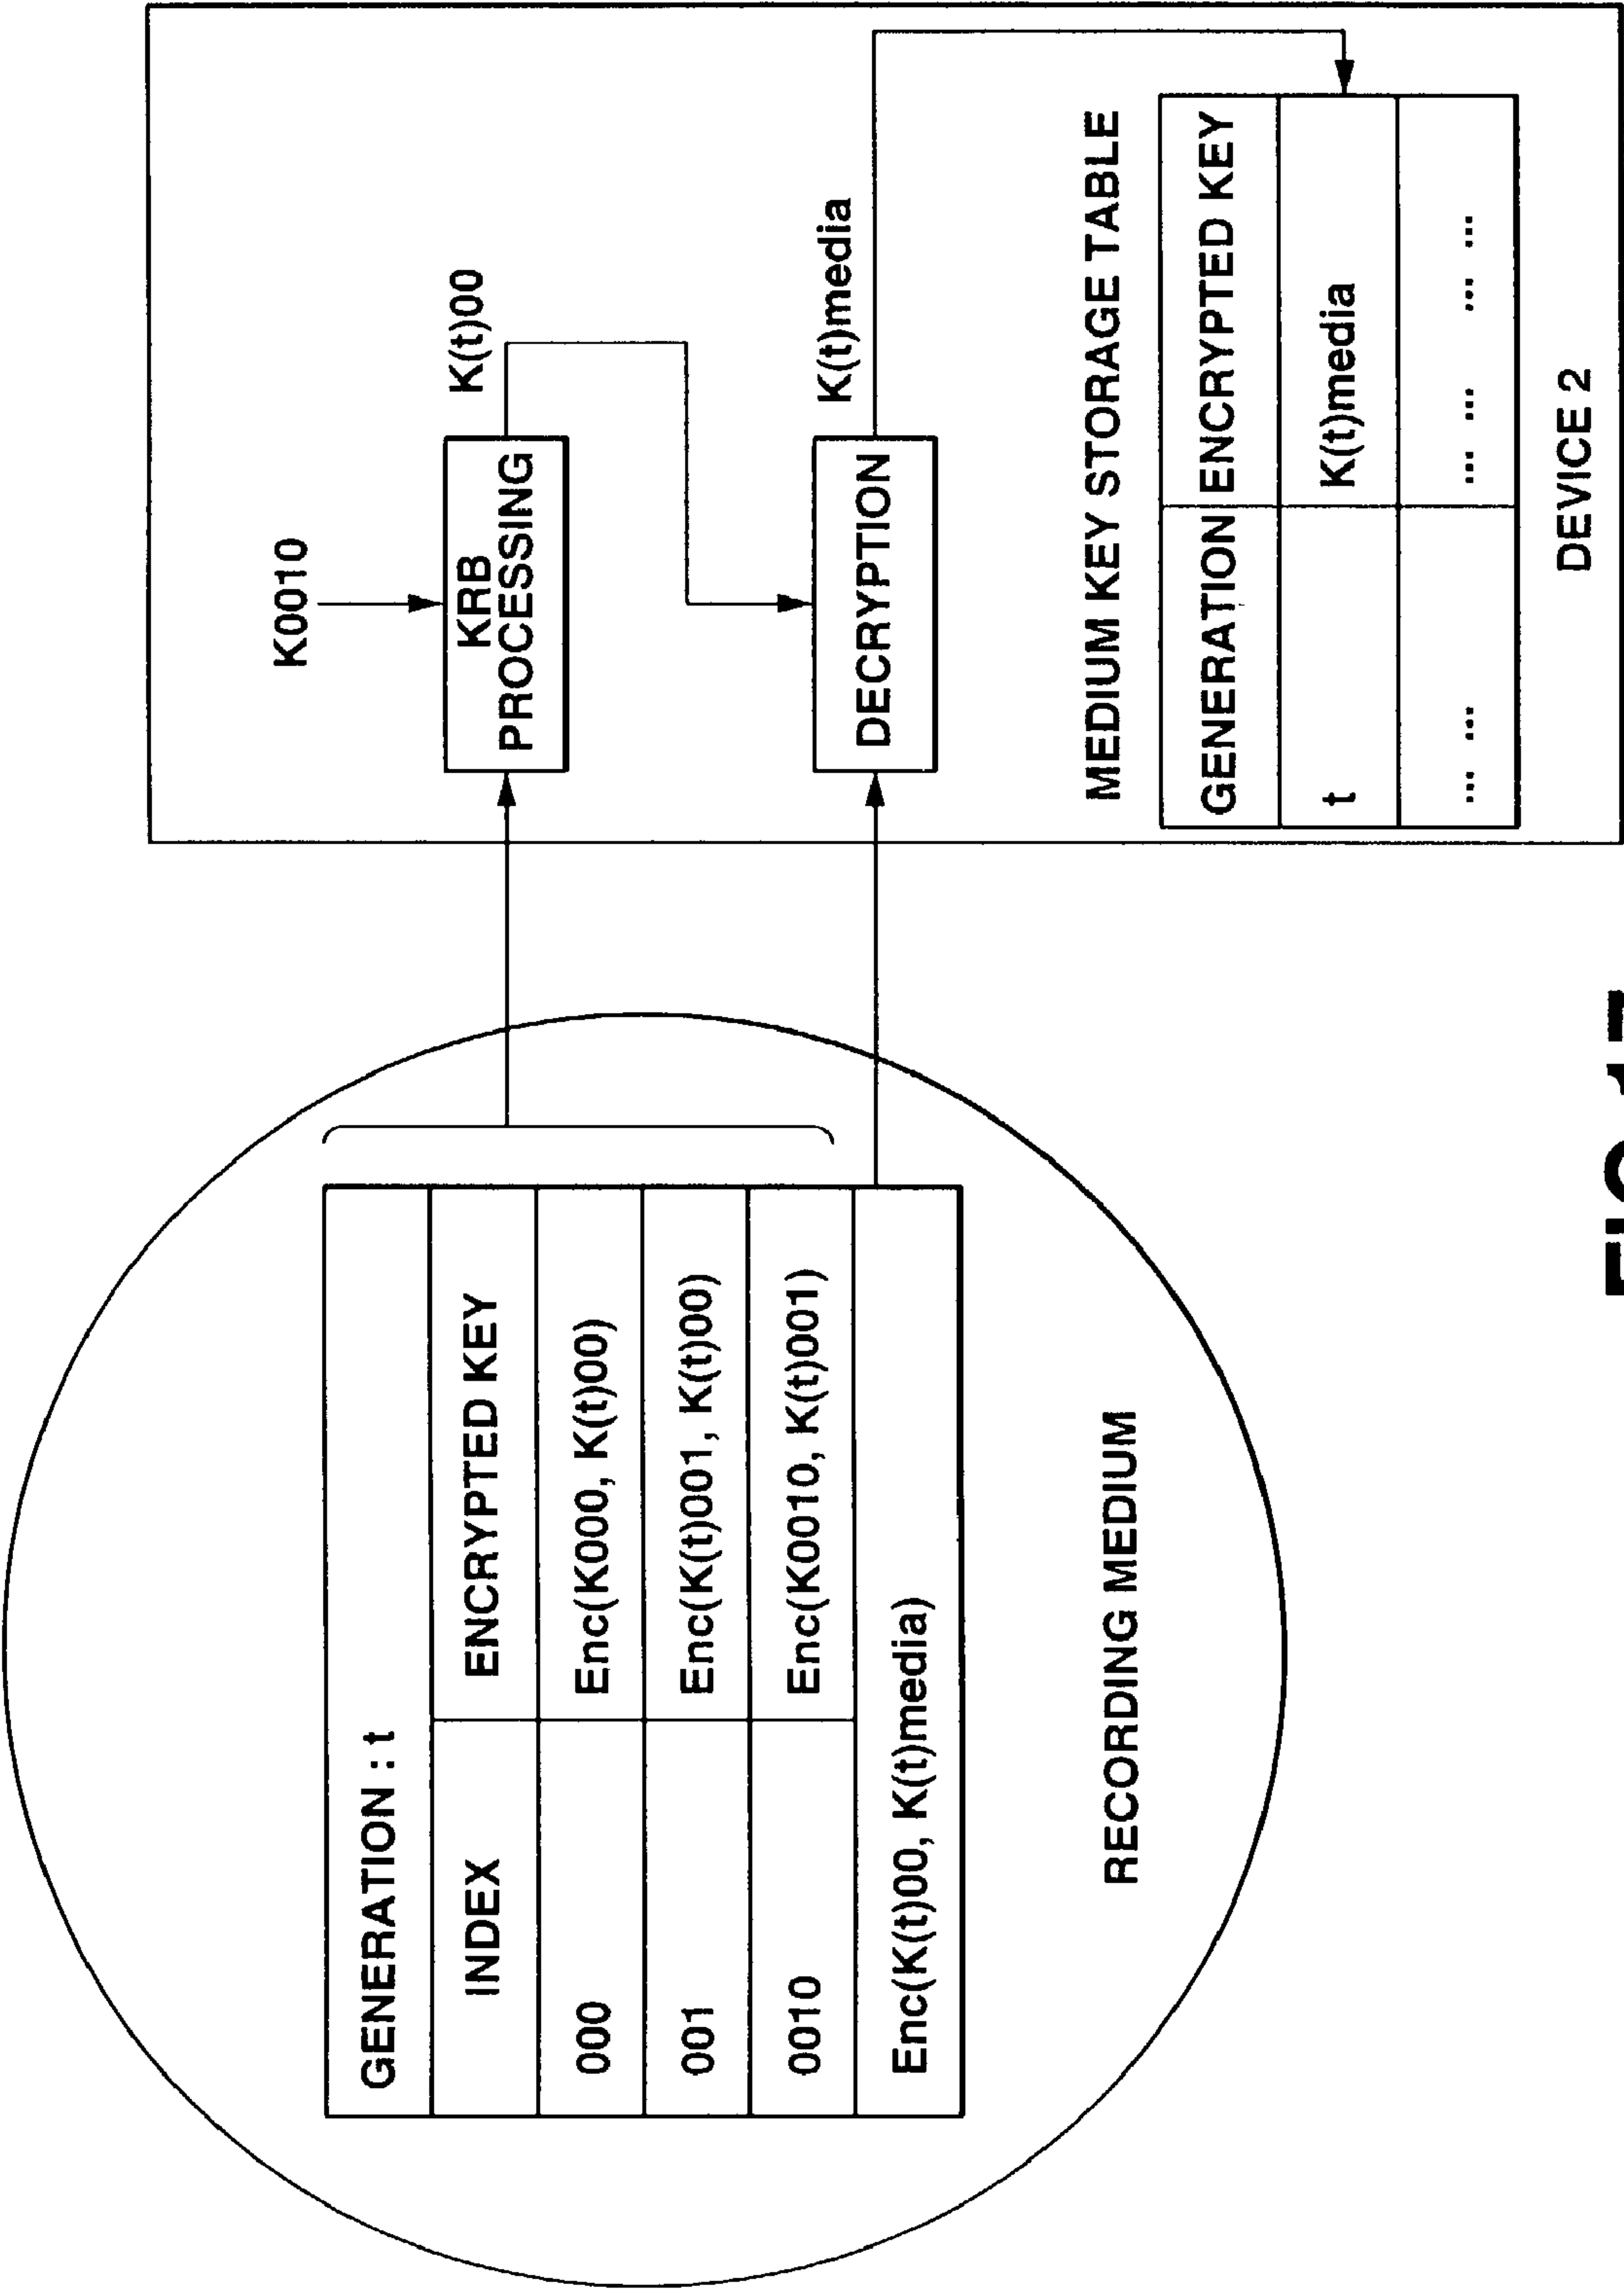 GENERATION : t
INDEX ENCRYPTED KEY
000 Enc(K000, K(t)00)
001 Enc(K(t)001, K(t)00)
0010 Enc(K0010, K(t)001)
Enc(K(t)00, K(t)media)
RECORDING MEDIUM
K0010
KRB
PROCESSING
K(t)00
DECRYPTION
K(t)media
MEDIUM KEY STORAGE TABLE
GENERATION ENCRYPTED KEY
t K(t)media
... ... ... ... ... ...
DEVICE 2